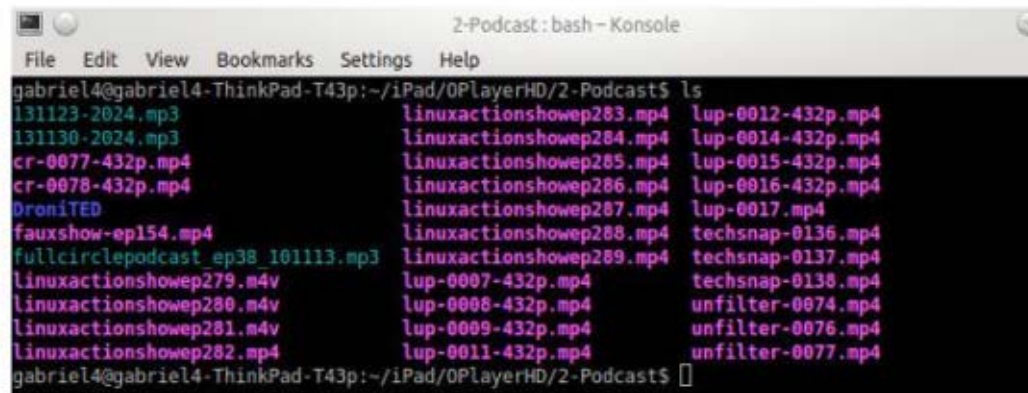 2-Podcast : bash – Konsole
File Edit View Bookmarks Settings Help
gabriel4@gabriel4-ThinkPad-T43p:~/iPad/OPlayerHD/2-Podcast$ ls
131123-2024.mp3 linuxactionshowep283.mp4 lup-0012-432p.mp4
131130-2024.mp3 linuxactionshowep284.mp4 lup-0014-432p.mp4
cr-0077-432p.mp4 linuxactionshowep285.mp4 lup-0015-432p.mp4
cr-0078-432p.mp4 linuxactionshowep286.mp4 lup-0016-432p.mp4
DroniTED linuxactionshowep287.mp4 lup-0017.mp4
fauxshow-ep154.mp4 linuxactionshowep288.mp4 techsnap-0136.mp4
fullcirclepodcast_ep38_101113.mp3 linuxactionshowep289.mp4 techsnap-0137.mp4
linuxactionshowep279.m4v lup-0007-432p.mp4 techsnap-0138.mp4
linuxactionshowep280.m4v lup-0008-432p.mp4 unfilter-0074.mp4
linuxactionshowep281.m4v lup-0009-432p.mp4 unfilter-0076.mp4
linuxactionshowep282.mp4 lup-0011-432p.mp4 unfilter-0077.mp4
gabriel4@gabriel4-ThinkPad-T43p:~/iPad/OPlayerHD/2-Podcast$